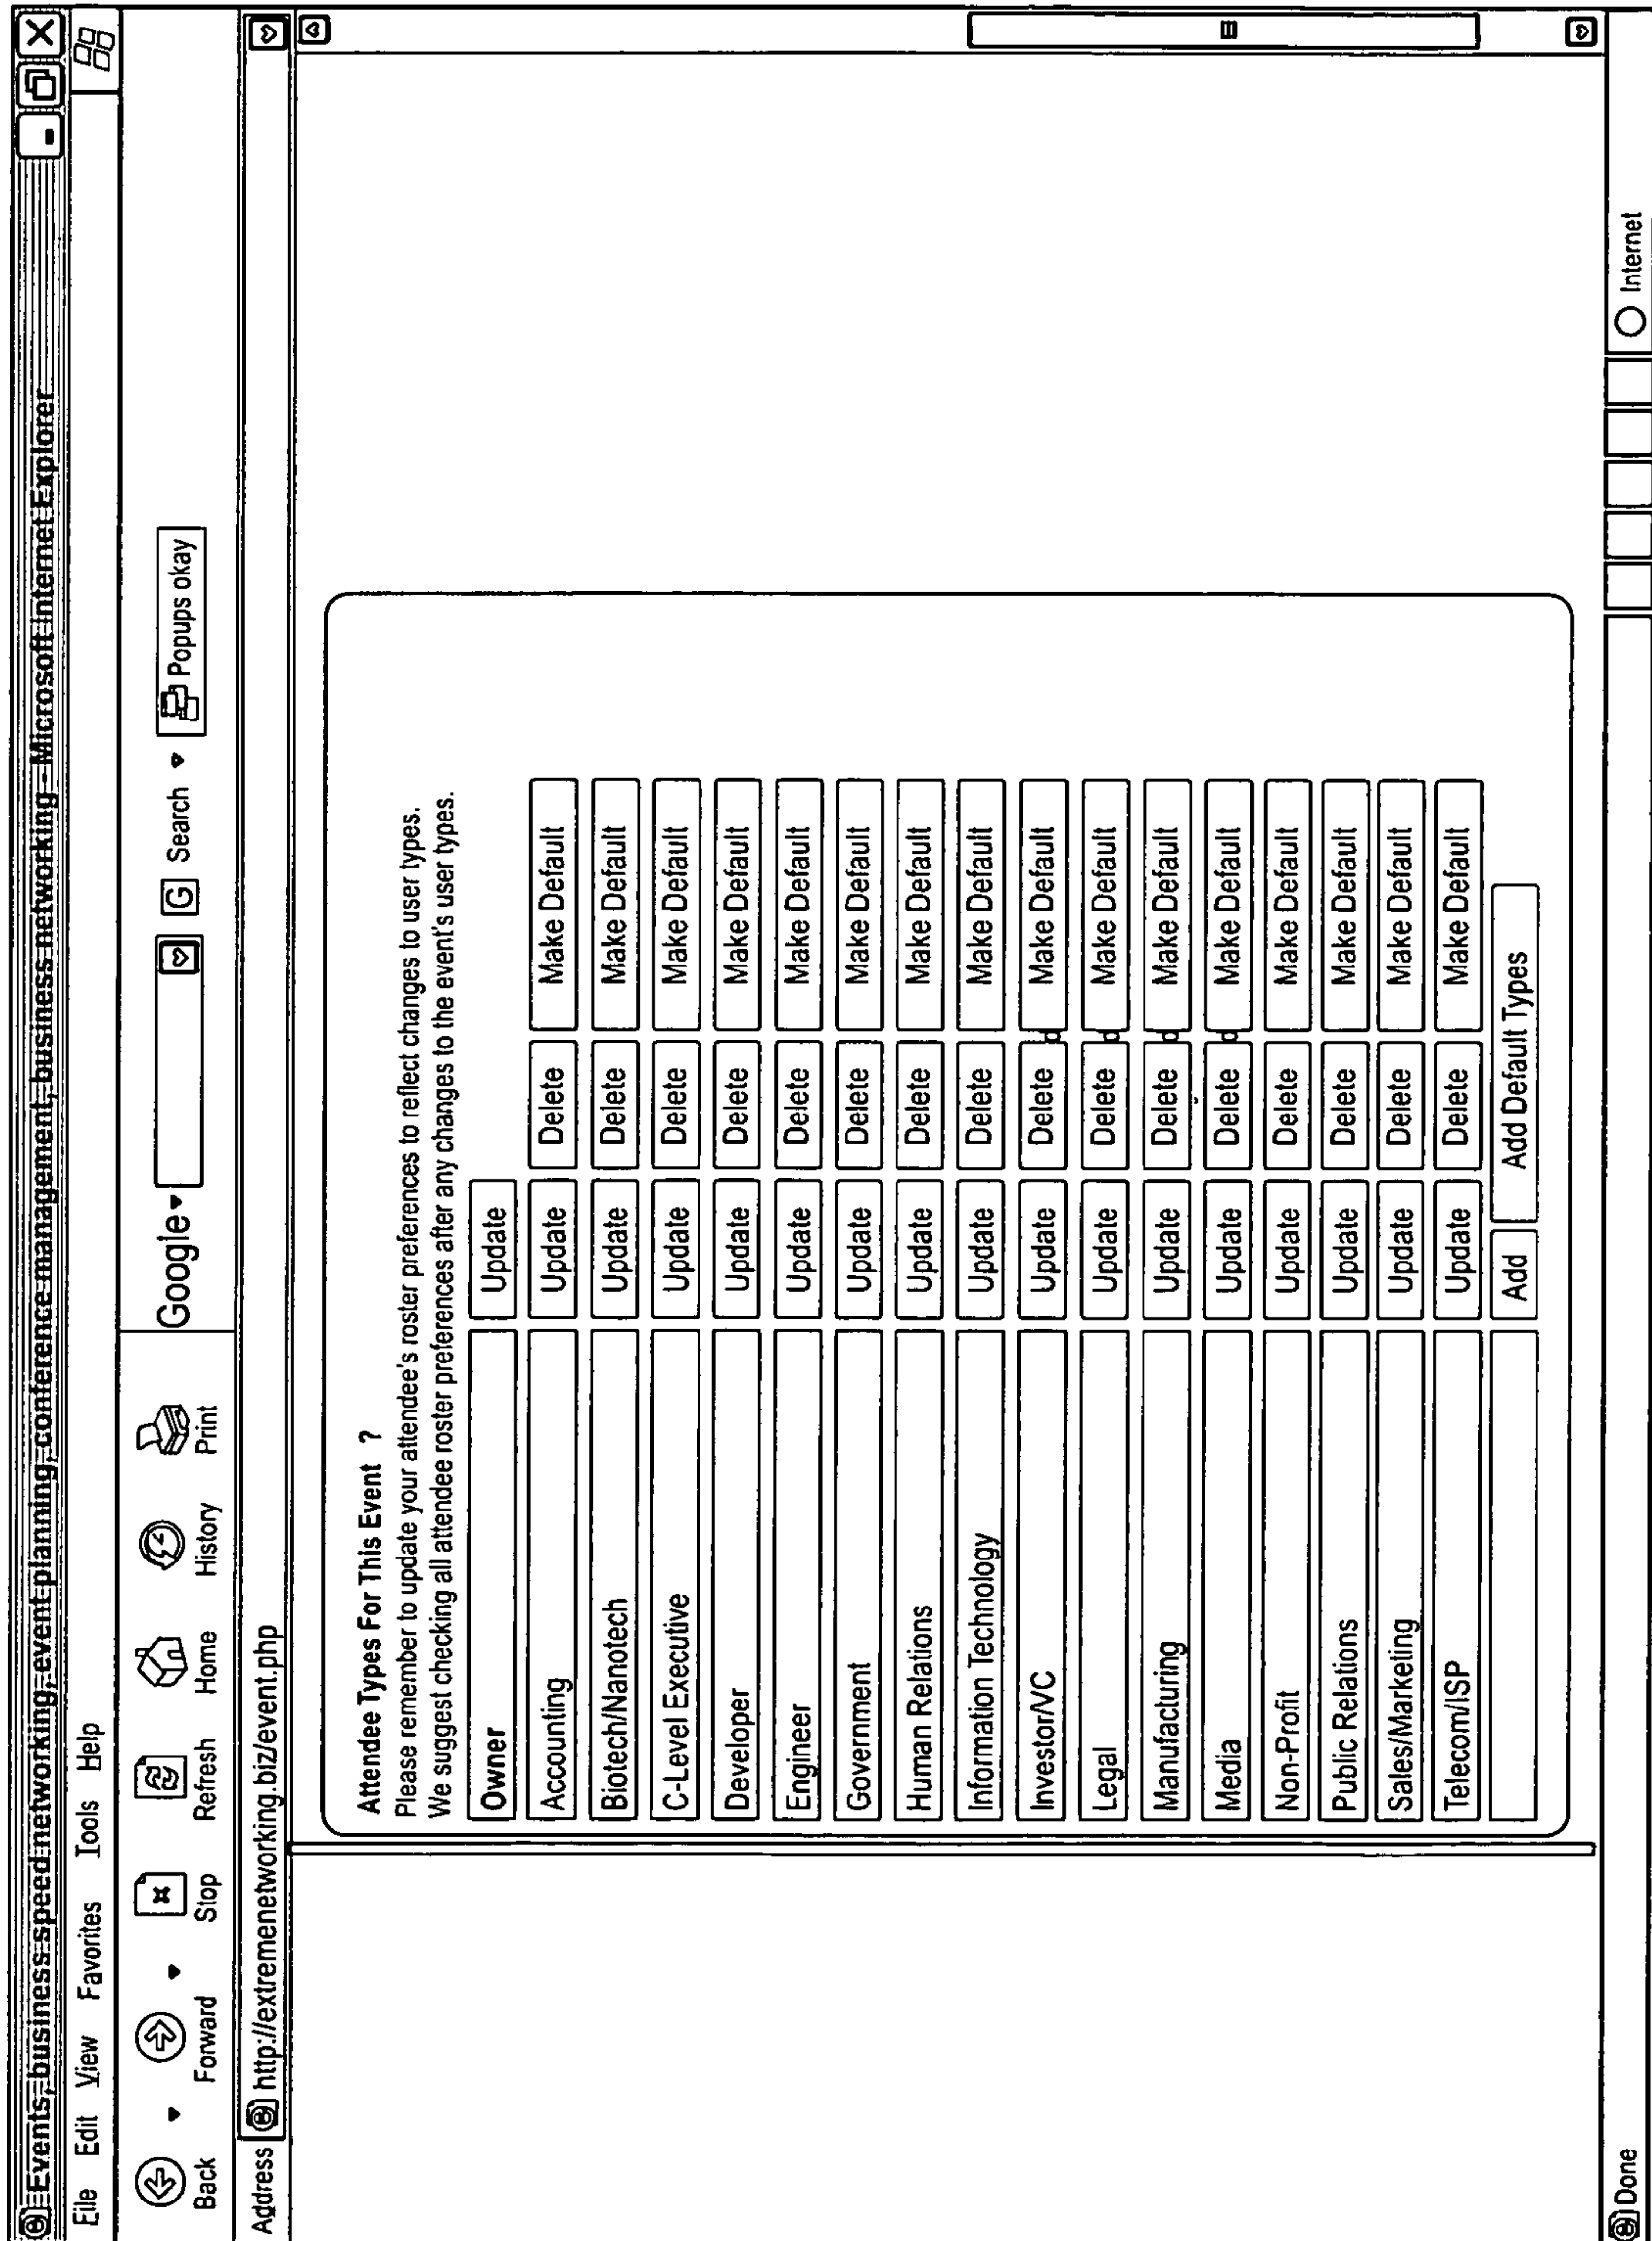 Events, business speed networking, event planning, conference management, business networking - Microsoft Internet Explorer
File Edit View Favorites Tools Help
Back Forward Stop Refresh Home History Print Google G Search Popups okay
Address http://extremenetworking.biz/event.php
Attendee Types For This Event ?
Please remember to update your attendee's roster preferences to reflect changes to user types.
We suggest checking all attendee roster preferences after any changes to the event's user types.
Owner Update
Accounting Update Delete Make Default
Biotech/Nanotech Update Delete Make Default
C-Level Executive Update Delete Make Default
Developer Update Delete Make Default
Engineer Update Delete Make Default
Government Update Delete Make Default
Human Relations Update Delete Make Default
Information Technology Update Delete Make Default
Investor/VC Update Delete Make Default
Legal Update Delete Make Default
Manufacturing Update Delete Make Default
Media Update Delete Make Default
Non-Profit Update Delete Make Default
Public Relations Update Delete Make Default
Sales/Marketing Update Delete Make Default
Telecom/ISP Update Delete Make Default
Add Add Default Types
Done Internet